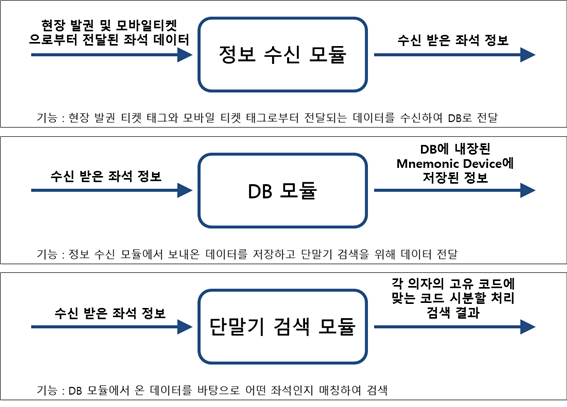 현장 발권 및 모바일티켓
으로부터 전달된 좌석 데이터
정보 수신 모듈
수신 받은 좌석 정보
기능 : 현장 발권 티켓 태그와 모바일 티켓 태그로부터 전달되는 데이터를 수신하여 DB로 전달
수신 받은 좌석 정보
DB 모듈
DB에 내장된
Mnemonic Device에
저장된 정보
기능 : 정보 수신 모듈에서 보내온 데이터를 저장하고 단말기 검색을 위해 데이터 전달
수신 받은 좌석 정보
단말기 검색 모듈
각 의자의 고유 코드에
맞는 코드 시분할 처리
검색 결과
기능 : DB 모듈에서 온 데이터를 바탕으로 어떤 좌석인지 매칭하여 검색